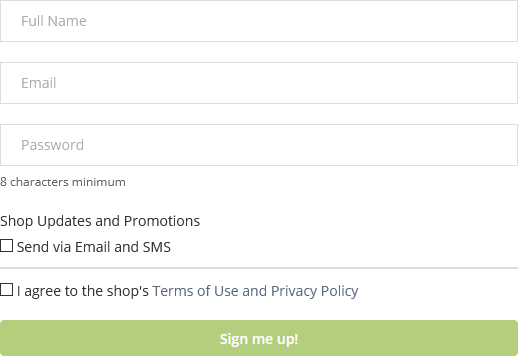 Full Name
Email
Password
8 characters minimum
Shop Updates and Promotions
Send via Email and SMS
I agree to the shop's Terms of Use and Privacy Policy
Sign me up!